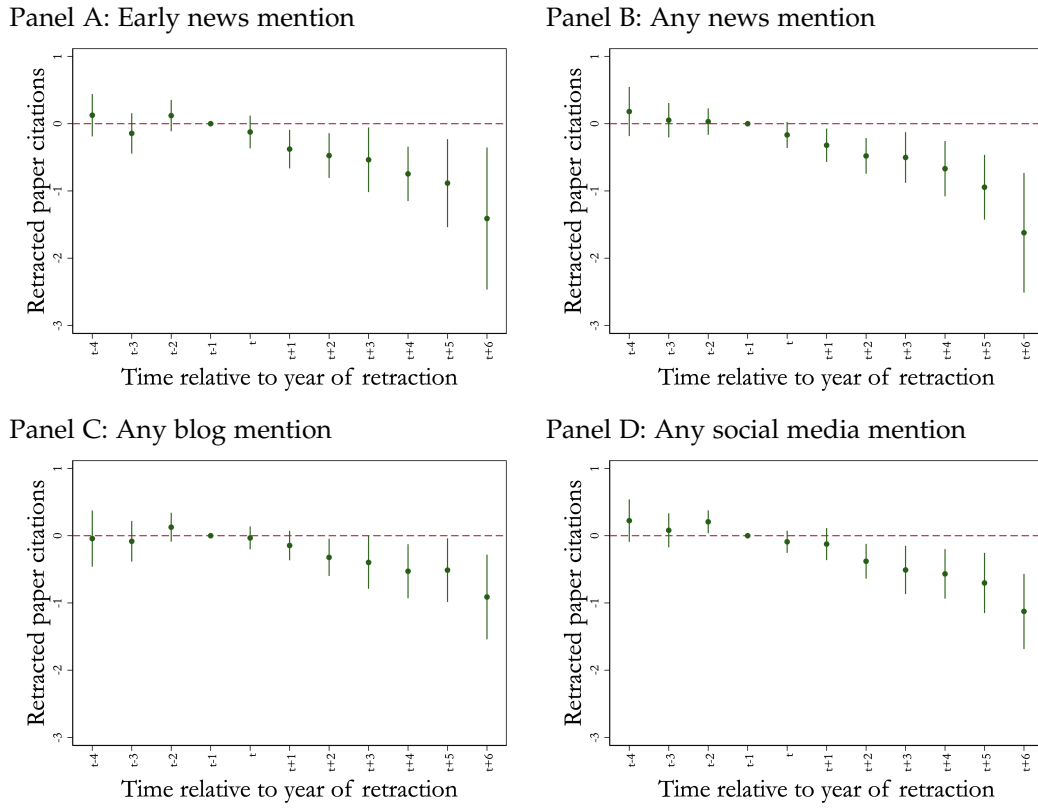 Panel A: Early news mention
Retracted paper citations
1
0
-1
-2
-3
t-4 t-3 t-2 t-1 t t+1 t+2 t+3 t+4 t+5 t+6
Time relative to year of retraction
Panel B: Any news mention
Retracted paper citations
1
0
-1
-2
-3
t-4 t-3 t-2 t-1 t t+1 t+2 t+3 t+4 t+5 t+6
Time relative to year of retraction
Panel C: Any blog mention
Retracted paper citations
1
0
-1
-2
-3
t-4 t-3 t-2 t-1 t t+1 t+2 t+3 t+4 t+5 t+6
Time relative to year of retraction
Panel D: Any social media mention
Retracted paper citations
1
0
-1
-2
-3
t-4 t-3 t-2 t-1 t t+1 t+2 t+3 t+4 t+5 t+6
Time relative to year of retraction